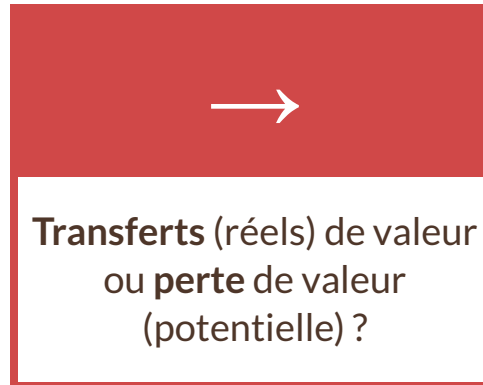 →
Transferts (réels) de valeur
ou perte de valeur
(potentielle) ?